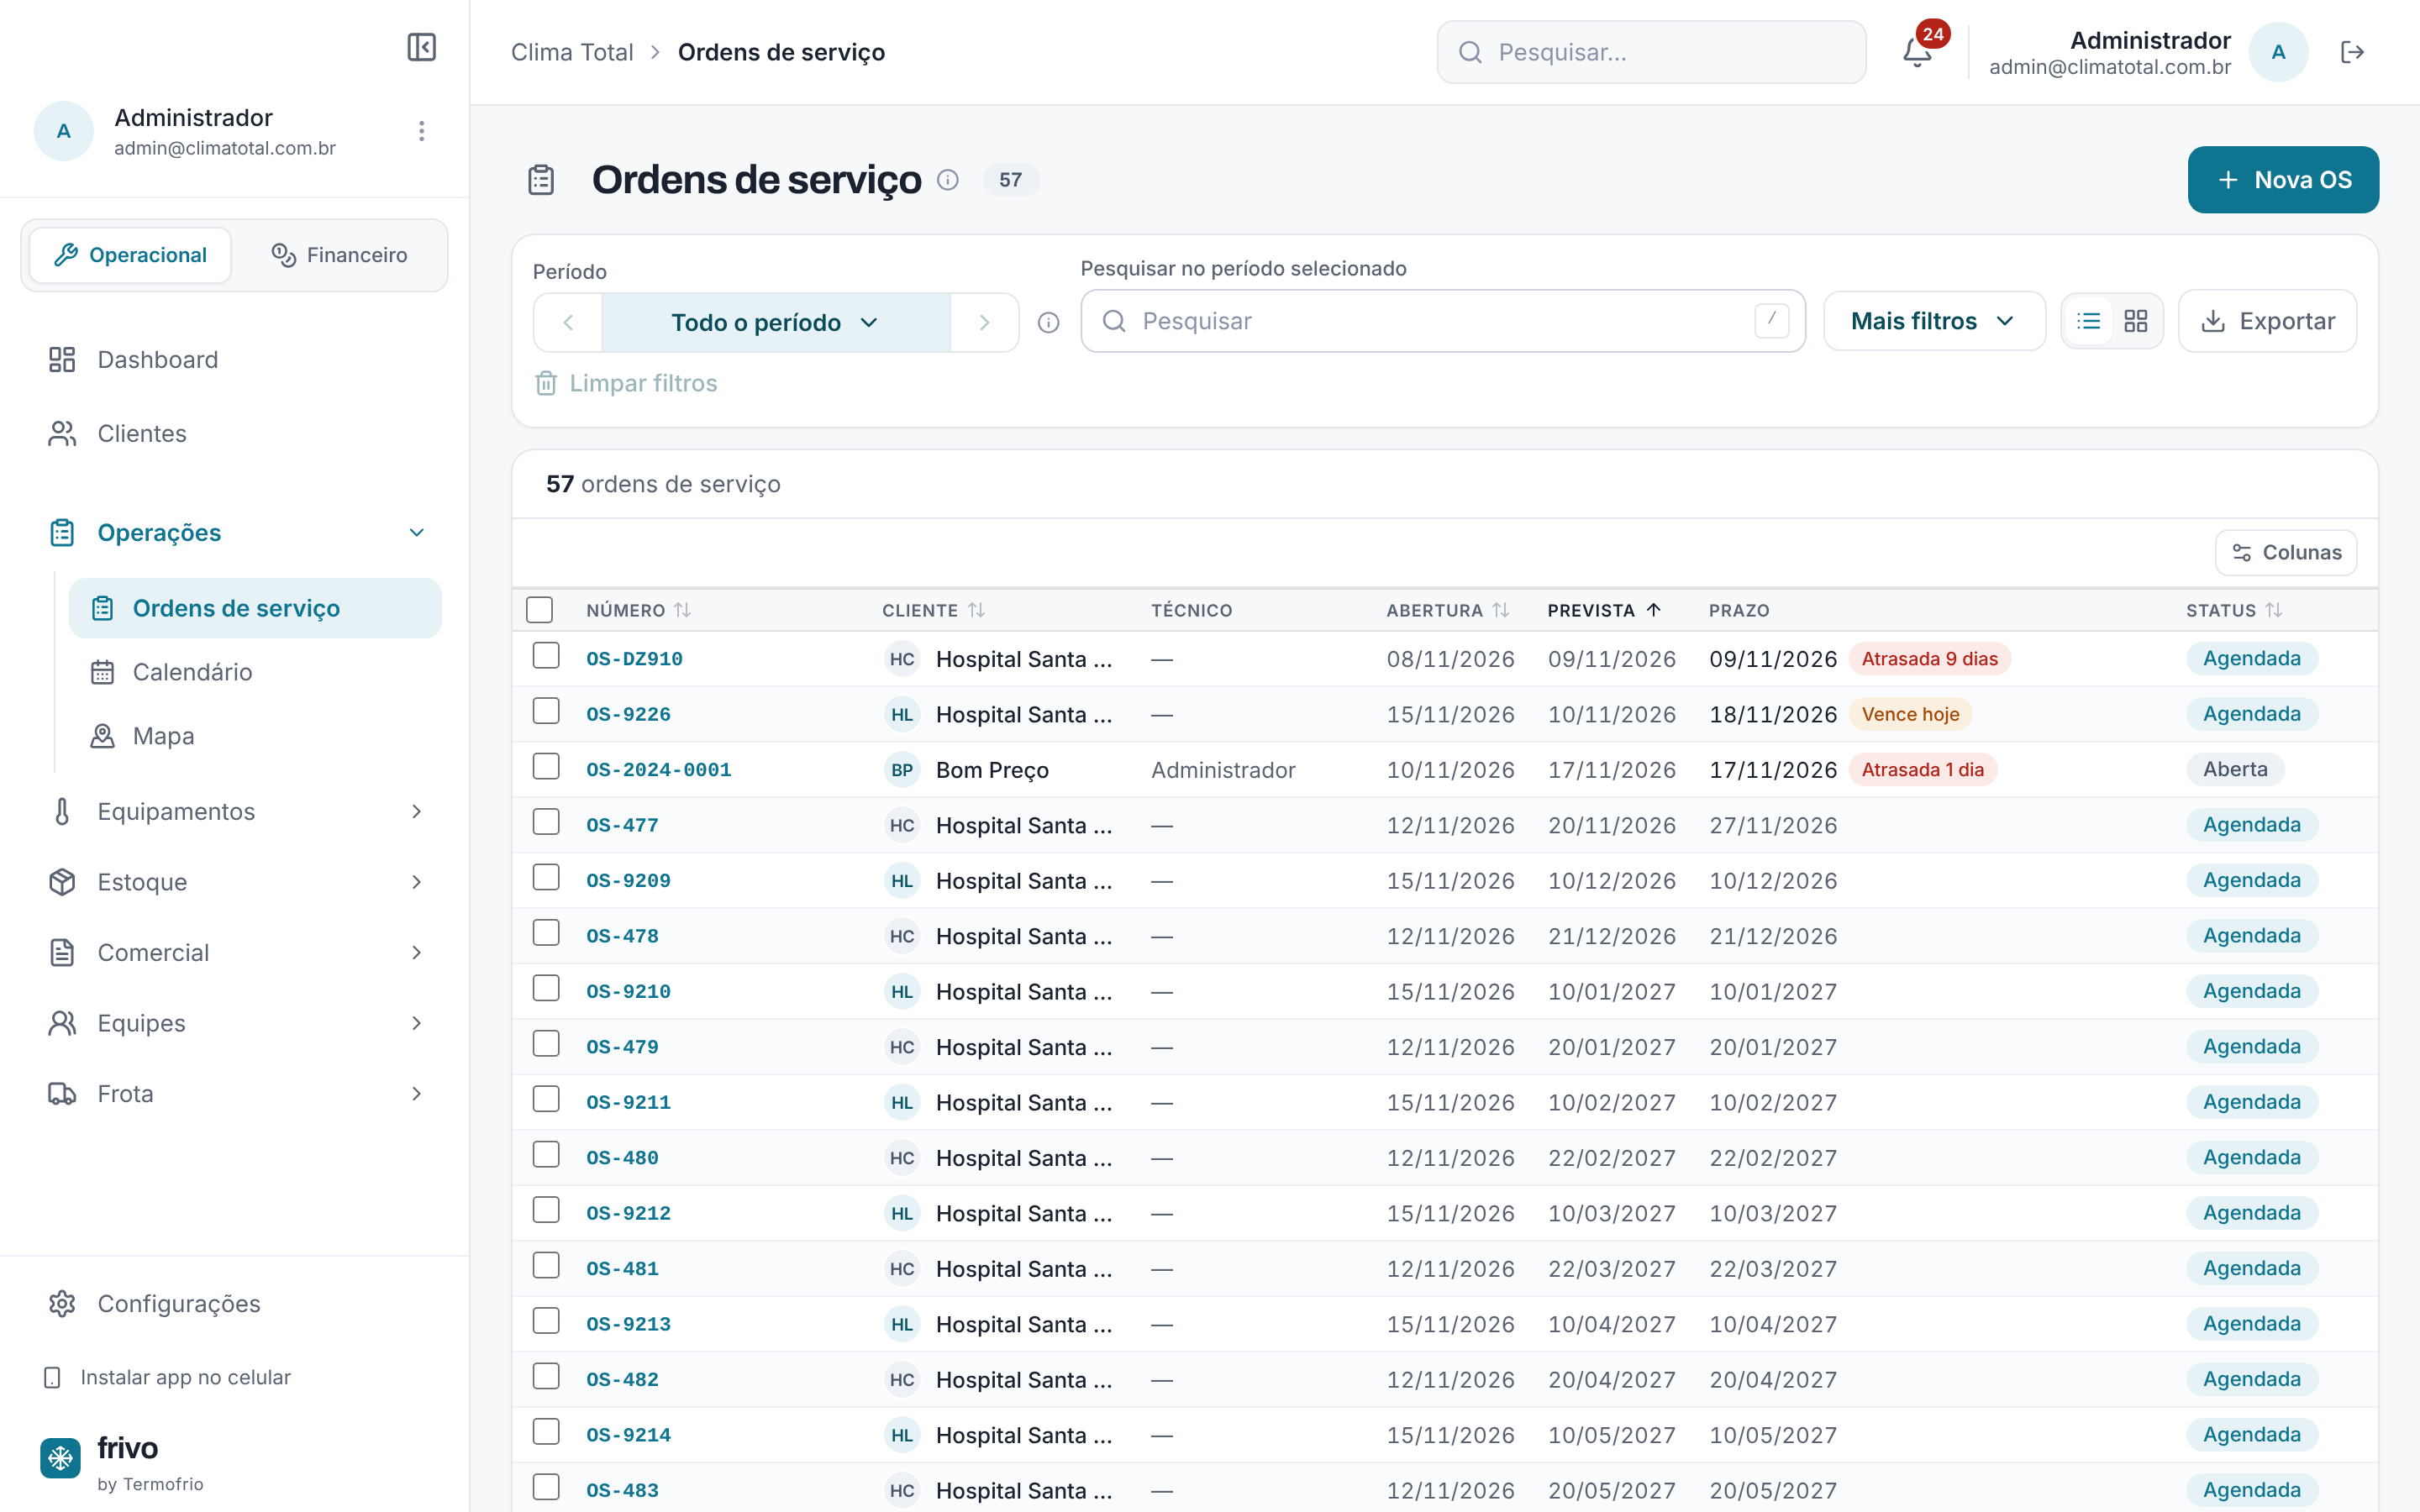 Administrador
admin@climatotal.com.br
Operacional
Financeiro
Dashboard
Clientes
Operações
Ordens de serviço
Calendário
Mapa
Equipamentos
Estoque
Comercial
Equipes
Frota
Configurações
Instalar app no celular
frivo
by Termofrio
Clima Total > Ordens de serviço
Pesquisar...
24
Administrador
admin@climatotal.com.br
A
A
Ordens de serviço 57
+ Nova OS
Período
Todo o período
Pesquisar no período selecionado
Pesquisar /
Mais filtros
Exportar
Limpar filtros
57 ordens de serviço
Colunas
NÚMERO CLIENTE TÉCNICO ABERTURA PREVISTA PRAZO STATUS
OS-DZ910 HC Hospital Santa ... — 08/11/2026 09/11/2026 09/11/2026 Atrasada 9 dias Agendada
OS-9226 HL Hospital Santa ... — 15/11/2026 10/11/2026 18/11/2026 Vence hoje Agendada
OS-2024-0001 BP Bom Preço Administrador 10/11/2026 17/11/2026 17/11/2026 Atrasada 1 dia Aberta
OS-477 HC Hospital Santa ... — 12/11/2026 20/11/2026 27/11/2026 Agendada
OS-9209 HL Hospital Santa ... — 15/11/2026 10/12/2026 10/12/2026 Agendada
OS-478 HC Hospital Santa ... — 12/11/2026 21/12/2026 21/12/2026 Agendada
OS-9210 HL Hospital Santa ... — 15/11/2026 10/01/2027 10/01/2027 Agendada
OS-479 HC Hospital Santa ... — 12/11/2026 20/01/2027 20/01/2027 Agendada
OS-9211 HL Hospital Santa ... — 15/11/2026 10/02/2027 10/02/2027 Agendada
OS-480 HC Hospital Santa ... — 12/11/2026 22/02/2027 22/02/2027 Agendada
OS-9212 HL Hospital Santa ... — 15/11/2026 10/03/2027 10/03/2027 Agendada
OS-481 HC Hospital Santa ... — 12/11/2026 22/03/2027 22/03/2027 Agendada
OS-9213 HL Hospital Santa ... — 15/11/2026 10/04/2027 10/04/2027 Agendada
OS-482 HC Hospital Santa ... — 12/11/2026 20/04/2027 20/04/2027 Agendada
OS-9214 HL Hospital Santa ... — 15/11/2026 10/05/2027 10/05/2027 Agendada
OS-483 HC Hospital Santa ... — 12/11/2026 20/05/2027 20/05/2027 Agendada